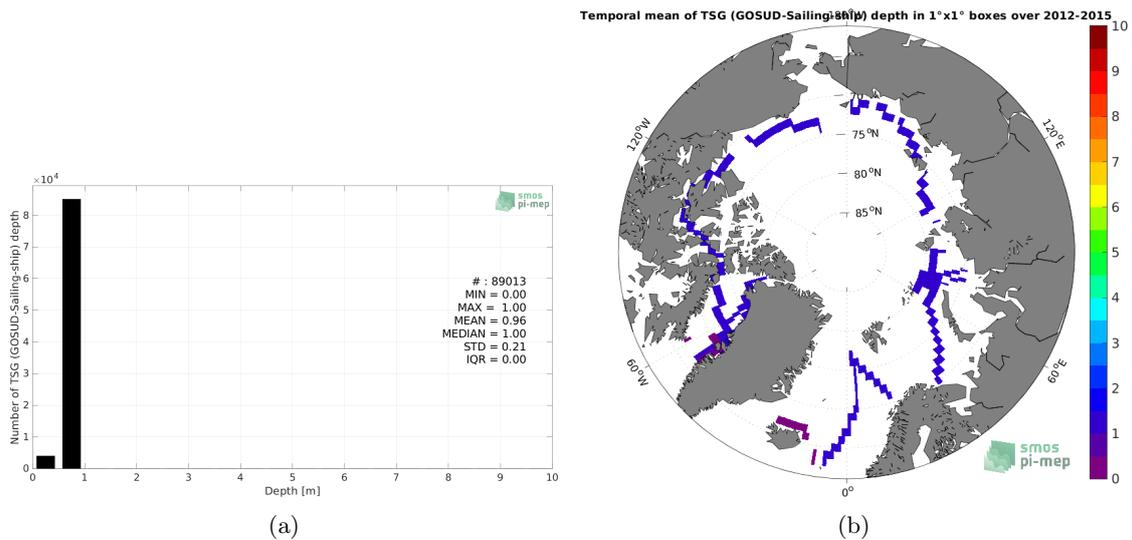 Temporal mean of TSG (GOSUD-Sailing-ship) depth in 1°x1° boxes over 2012-2015
×10⁴
Number of TSG (GOSUD-Sailing-ship) depth
8
7
6
5
4
3
2
1
0
smos
pi-mep
# : 89013
MIN = 0.00
MAX = 1.00
MEAN = 0.96
MEDIAN = 1.00
STD = 0.21
IQR = 0.00
0 1 2 3 4 5 6 7 8 9 10
Depth [m]
(a)
120°W
120°E
75°N
80°N
85°N
60°W
60°E
0°
smos
pi-mep
10
9
8
7
6
5
4
3
2
1
0
(b)